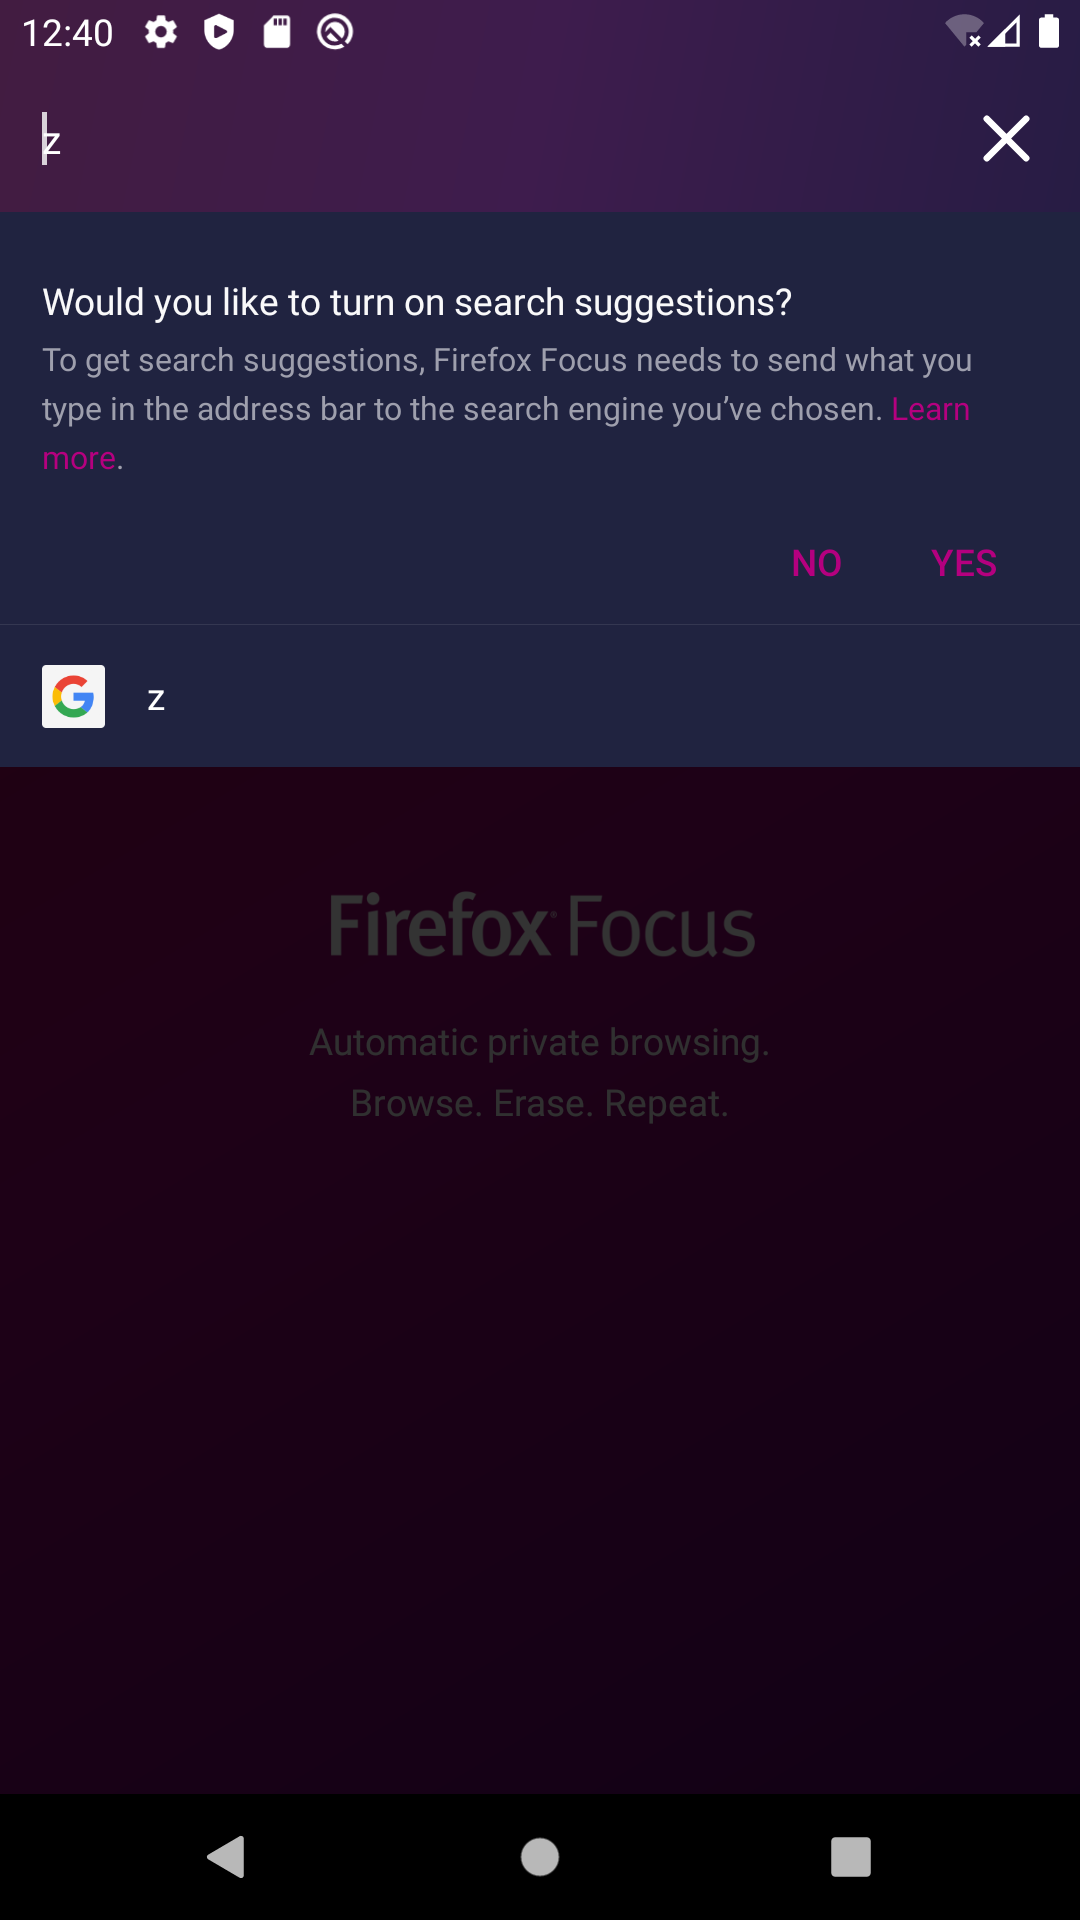 12:40
z
Would you like to turn on search suggestions?
To get search suggestions, Firefox Focus needs to send what you
type in the address bar to the search engine you’ve chosen. Learn
more.
NO YES
z
Firefox Focus
Automatic private browsing.
Browse. Erase. Repeat.